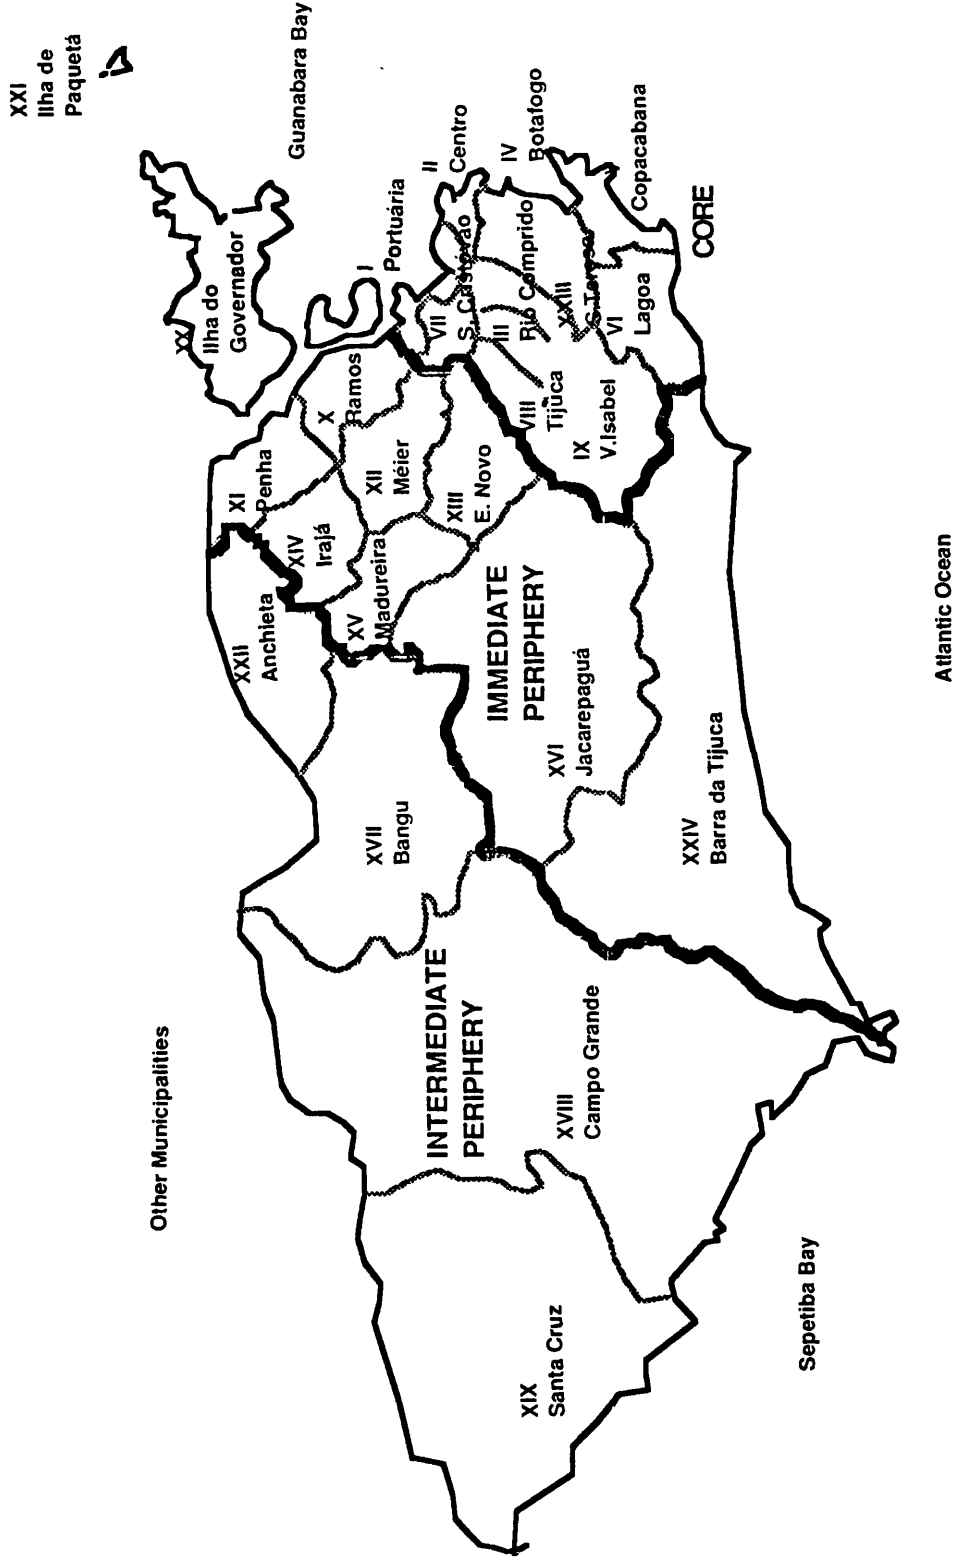 XXI
Ilha de
Paquetá
Guanabara Bay
XX
Ilha do
Governador
I
Portuária
II
Centro
IV
Botafogo
Copacabana
CORE
VII
S. Cristóvão
III
Rio Comprido
XXIII
S. Teresa
VI
Lagoa
VIII
Tijuca
IX
V.Isabel
X
Ramos
XI
Penha
XII
Méier
XIII
E. Novo
XIV
Irajá
XV
Madureira
XXII
Anchieta
IMMEDIATE
PERIPHERY
XVI
Jacarepaguá
XVII
Bangu
XXIV
Barra da Tijuca
Atlantic Ocean
INTERMEDIATE
PERIPHERY
XVIII
Campo Grande
Other Municipalities
XIX
Santa Cruz
Sepetiba Bay